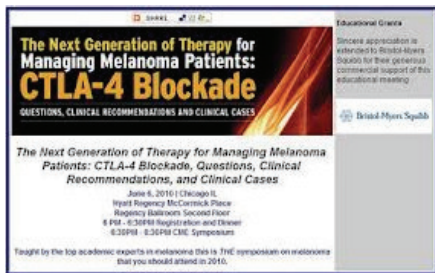 SHARE
The Next Generation of Therapy for
Managing Melanoma Patients:
CTLA-4 Blockade
QUESTIONS, CLINICAL RECOMMENDATIONS AND CLINICAL CASES
The Next Generation of Therapy for Managing Melanoma
Patients: CTLA-4 Blockade, Questions, Clinical
Recommendations, and Clinical Cases
June 6, 2010 | Chicago IL
Hyatt Regency McCormick Place
Regency Ballroom Second Floor
6 PM - 6:30PM Registration and Dinner
6:30PM - 8:30PM CME Symposium
Taught by the top academic experts in melanoma this is THE symposium on melanoma
that you should attend in 2010.
Educational Grants
Sincere appreciation is
extended to Bristol-Myers
Squibb for their generous
commercial support of this
educational meeting
Bristol-Myers Squibb